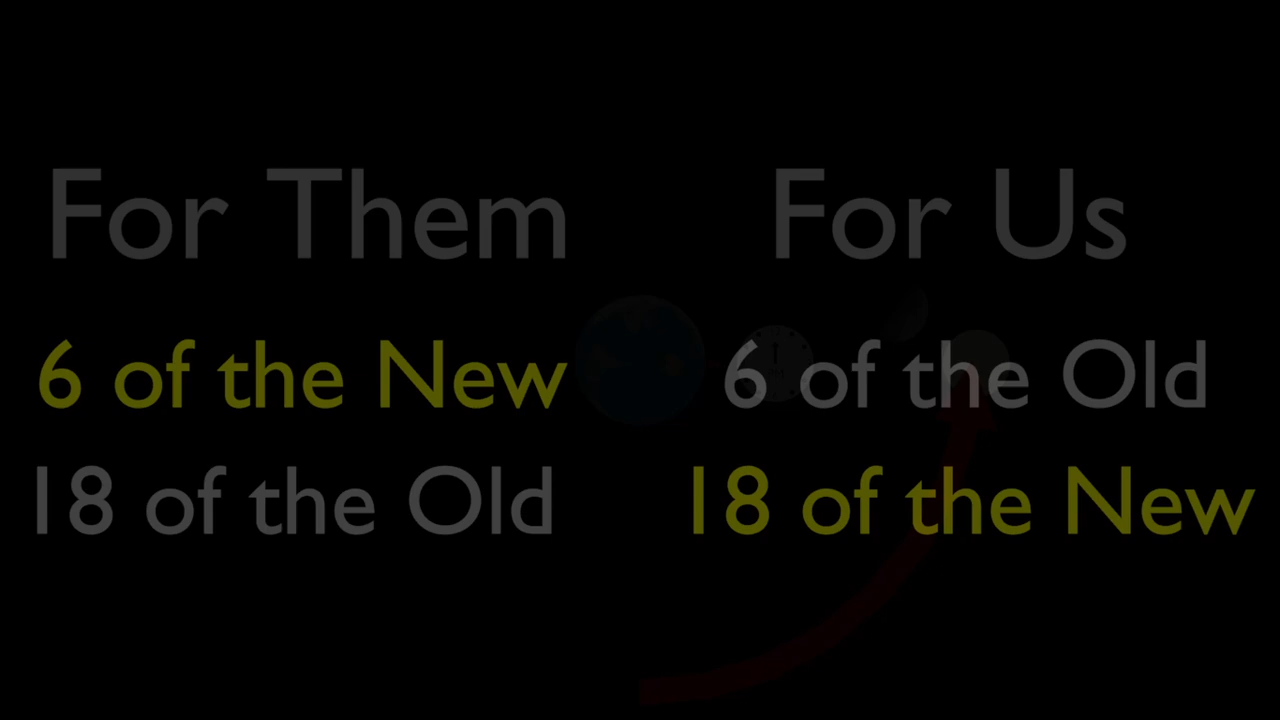 For Them
6 of the New
18 of the Old
For Us
6 of the Old
18 of the New